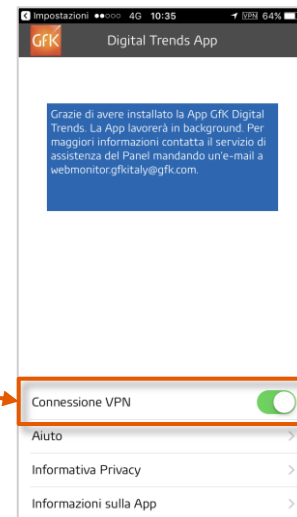 Impostazioni 4G 10:35 VPN 64%
GfK Digital Trends App
Grazie di avere installato la App GfK Digital
Trends. La App lavorerà in background. Per
maggiori informazioni contatta il servizio di
assistenza del Panel mandando un'e-mail a
webmonitor.gfkitaly@gfk.com.
Connessione VPN
Aiuto
Informativa Privacy
Informazioni sulla App